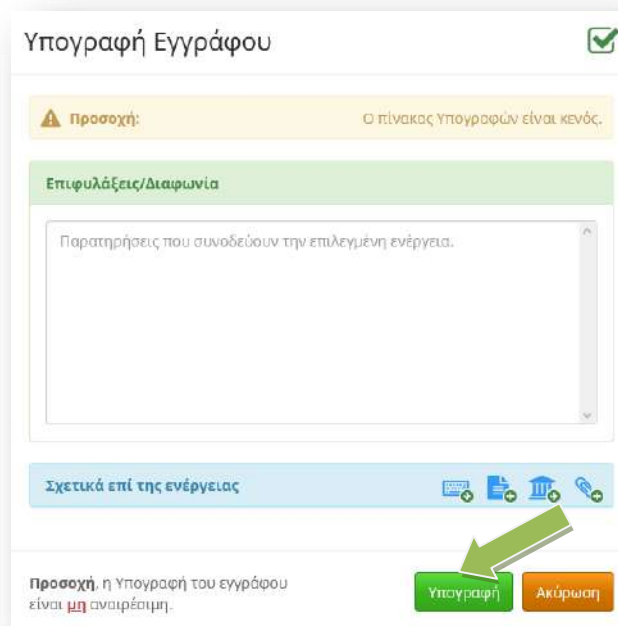 Υπογραφή Εγγράφου
Προσοχή: Ο πίνακας Υπογραφών είναι κενός.
Επιφυλάξεις/Διαφωνία
Παρατηρήσεις που συνοδεύουν την επιλεγμένη ενέργεια.
Σχετικά επί της ενέργειας
Προσοχή, η Υπογραφή του εγγράφου
είναι μη αναιρέσιμη.
Υπογραφή Ακύρωση